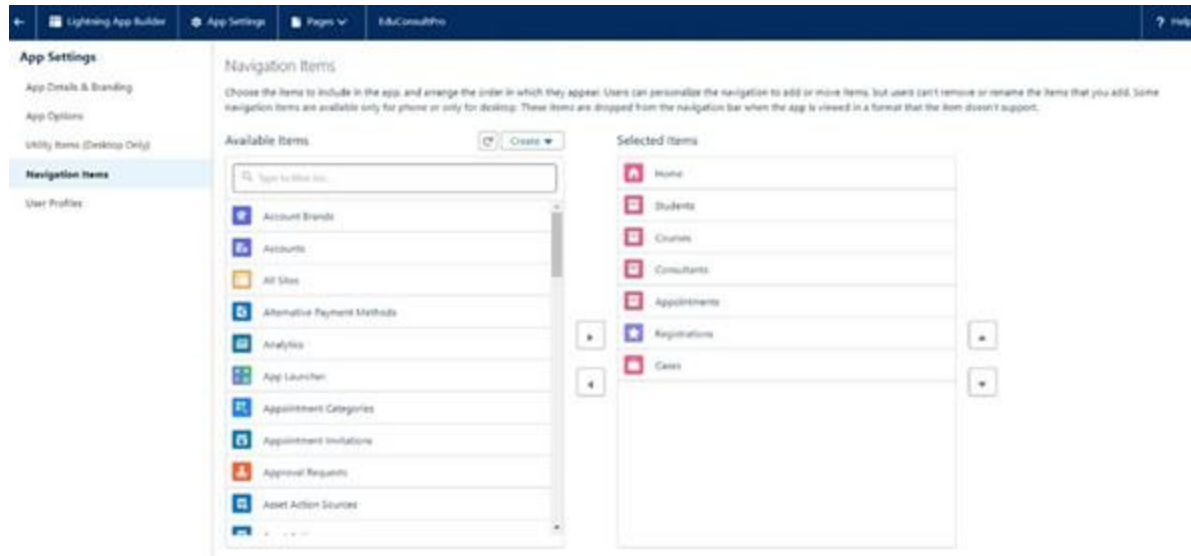 Lightning App Builder
App Settings
Pages
EduConsultPro
? Help
App Settings
App Details & Branding
App Options
Utility Items (Desktop Only)
Navigation Items
User Profiles
Navigation Items
Choose the items to include in the app, and arrange the order in which they appear. Users can personalize the navigation to add or move items, but users can't remove or rename the items that you add. Some
navigation items are available only for phone or only for desktop. These items are dropped from the navigation bar when the app is viewed in a format that the item doesn't support.
Available Items
Create
Type to filter list...
Account Brands
Accounts
All Sites
Alternative Payment Methods
Analytics
App Launcher
Appointment Categories
Appointment Invitations
Approval Requests
Asset Action Sources
Selected Items
Home
Students
Courses
Consultants
Appointments
Registrations
Cases